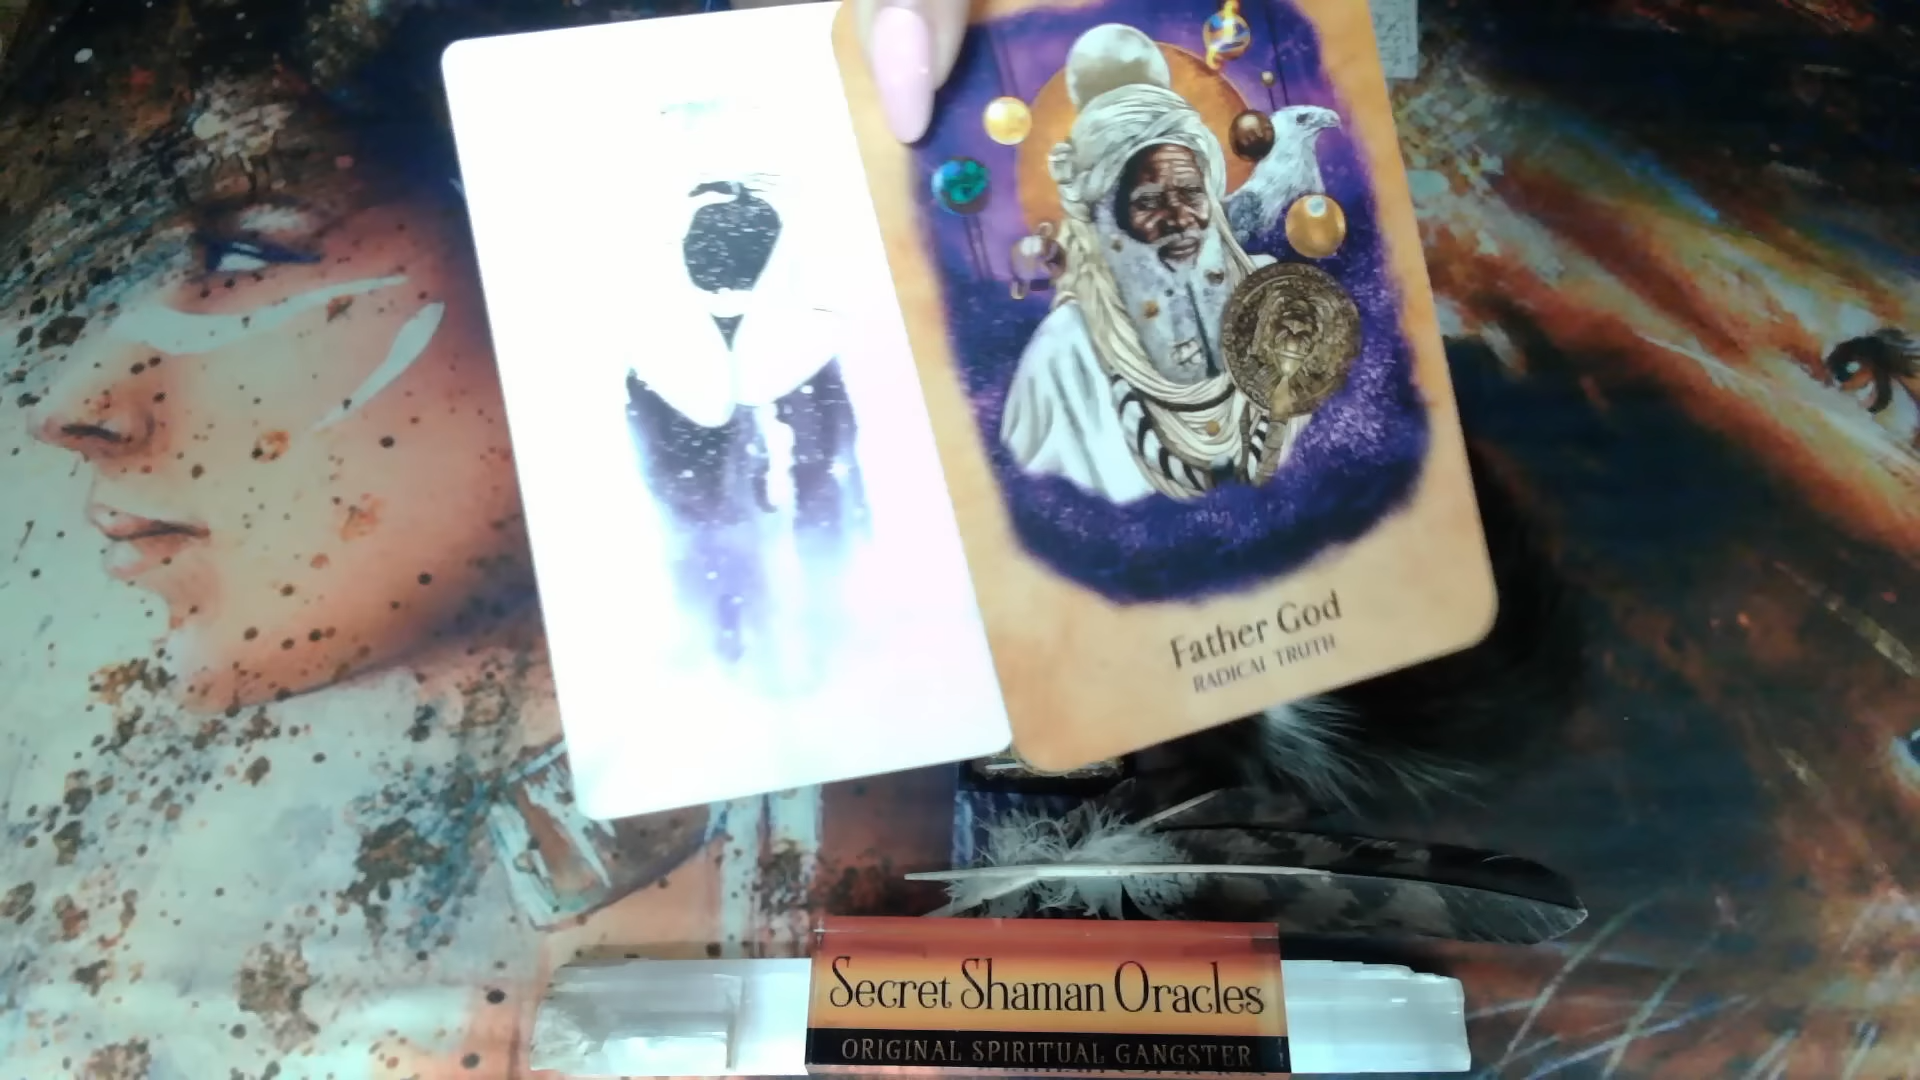 Father God
RADICAL TRUTH
Secret Shaman Oracles
ORIGINAL SPIRITUAL GANGSTER